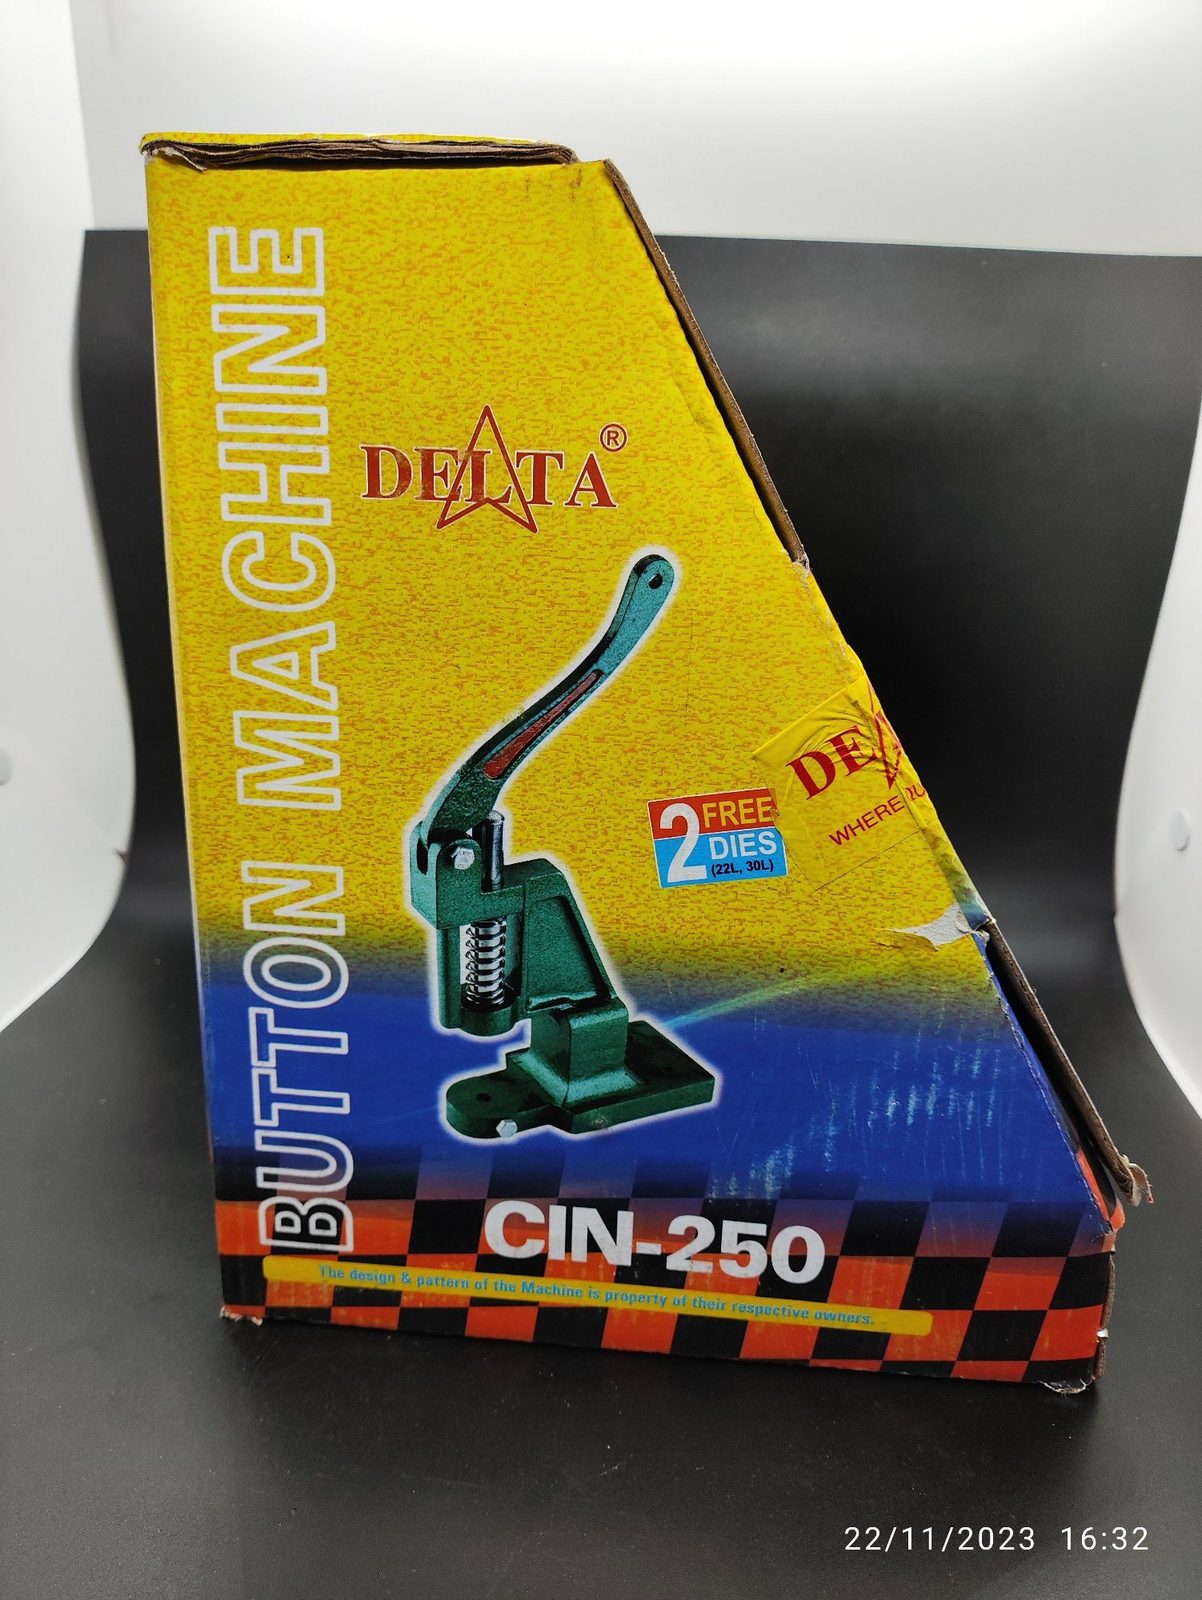 BUTTON MACHINE
DELTA ®
2 FREE
DIES
(22L, 30L)
WHERE
CIN-250
The design & pattern of the Machine is property of their respective owners.
22/11/2023 16:32